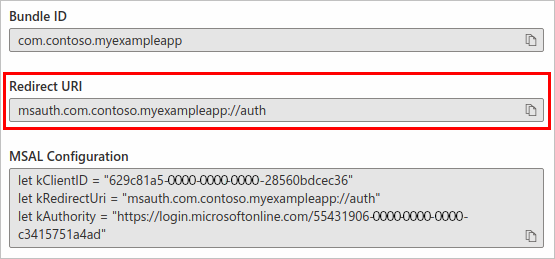 Bundle ID
com.contoso.myexampleapp
Redirect URI
msauth.com.contoso.myexampleapp://auth
MSAL Configuration
let kClientID = "629c81a5-0000-0000-0000-28560bdcec36"
let kRedirectUri = "msauth.com.contoso.myexampleapp://auth"
let kAuthority = "https://login.microsoftonline.com/55431906-0000-0000-0000-
c3415751a4ad"